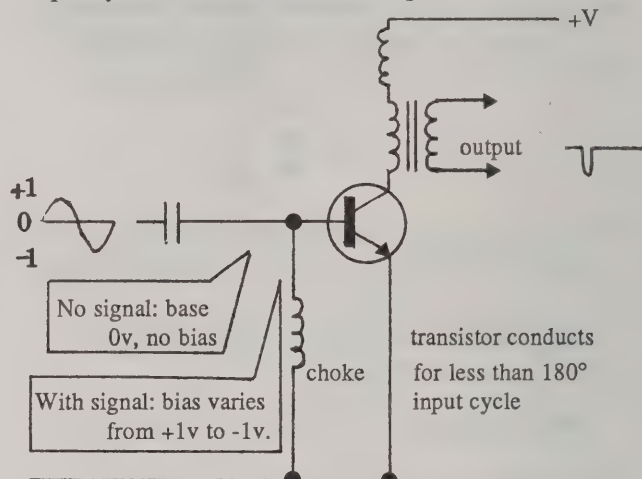 +V
output
+1
0
-1
No signal: base
0v, no bias
With signal: bias varies
from +1v to -1v.
choke
transistor conducts
for less than 180°
input cycle